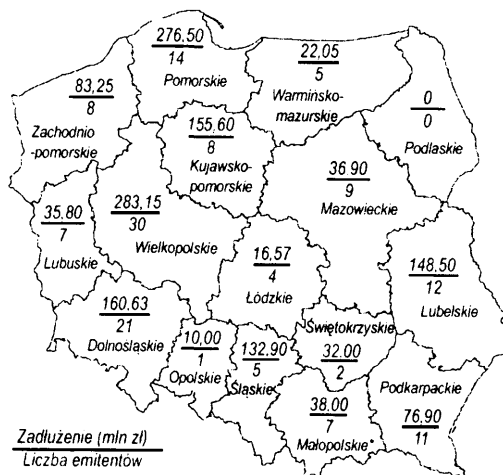 276,50
14
Pomorskie
22,05
5
Warmińsko-
mazurskie
83,25
8
Zachodnio
-pomorskie
0
0
Podlaskie
155,60
8
Kujawsko-
pomorskie
36,90
9
Mazowieckie
35,80
7
Lubuskie
283,15
30
Wielkopolskie
16,57
4
Łódzkie
148,50
12
Lubelskie
160,63
21
Dolnośląskie
10,00
1
Opolskie
132,90
5
Śląskie
Świętokrzyskie
32,00
2
38,00
7
Małopolskie
Podkarpackie
76,90
11
Zadłużenie (mln zł)
Liczba emitentów